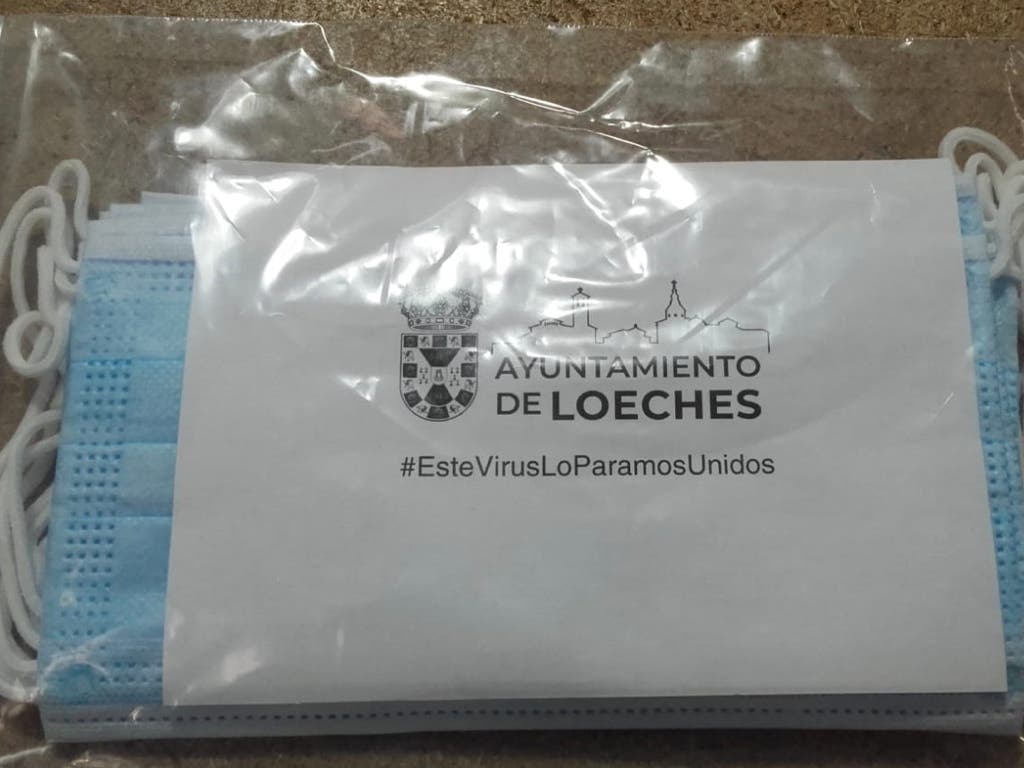 AYUNTAMIENTO
DE LOECHES
#EsteVirusLoParamosUnidos